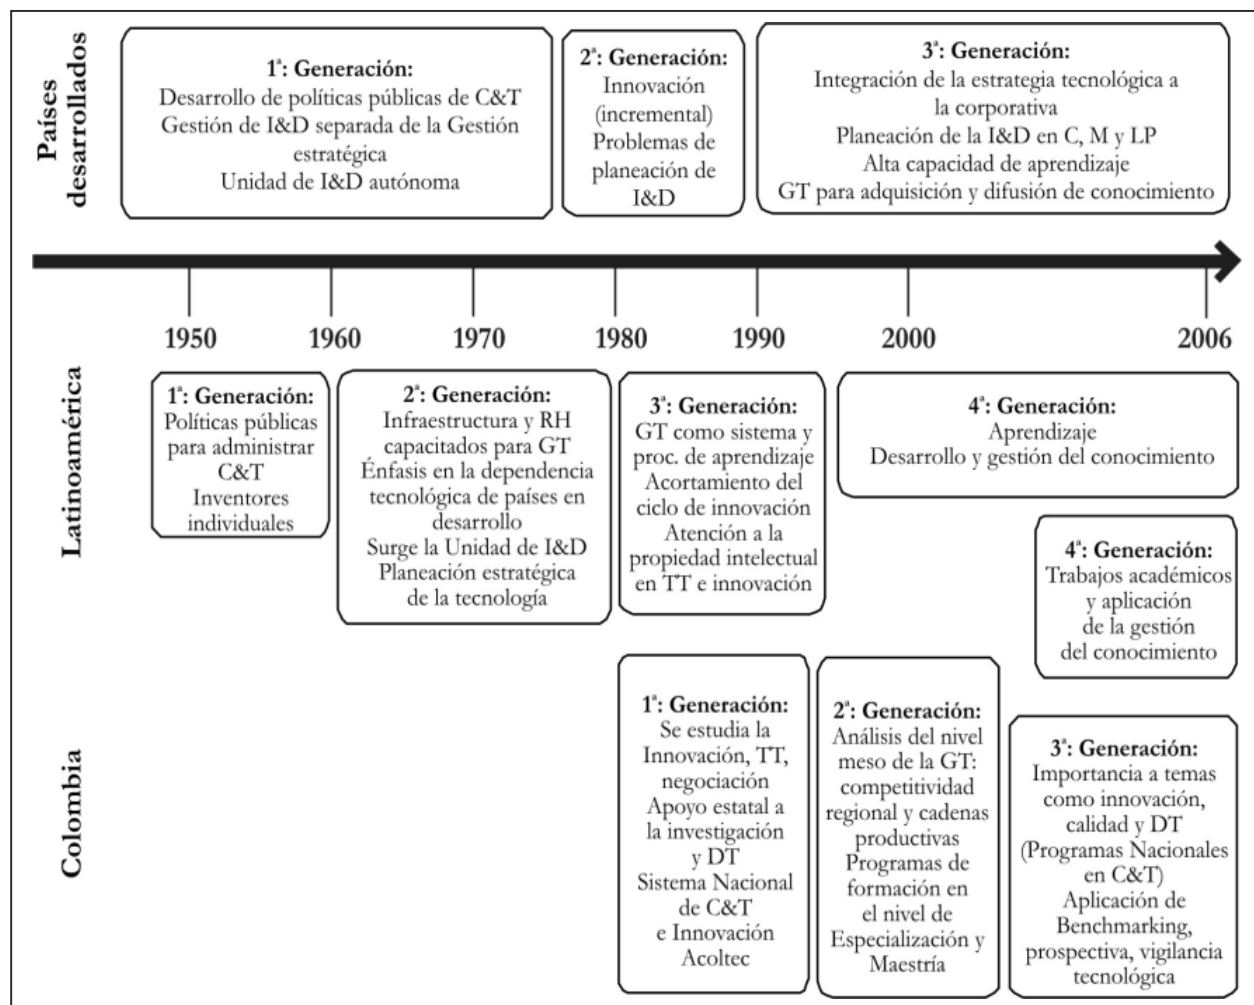 Países
desarrollados
1ª: Generación:
Desarrollo de políticas públicas de C&T
Gestión de I&D separada de la Gestión
estratégica
Unidad de I&D autónoma
2ª: Generación:
Innovación
(incremental)
Problemas de
planeación de
I&D
3ª: Generación:
Integración de la estrategia tecnológica a
la corporativa
Planeación de la I&D en C, M y LP
Alta capacidad de aprendizaje
GT para adquisición y difusión de conocimiento
1950 1960 1970 1980 1990 2000 2006
Latinoamérica
1ª: Generación:
Políticas públicas
para administrar
C&T
Inventores
individuales
2ª: Generación:
Infraestructura y RH
capacitados para GT
Énfasis en la dependencia
tecnológica de países en
desarrollo
Surge la Unidad de I&D
Planeación estratégica
de la tecnología
3ª: Generación:
GT como sistema y
proc. de aprendizaje
Acortamiento del
ciclo de innovación
Atención a la
propiedad intelectual
en TT e innovación
4ª: Generación:
Aprendizaje
Desarrollo y gestión del conocimiento
4ª: Generación:
Trabajos académicos
y aplicación
de la gestión
del conocimiento
Colombia
1ª: Generación:
Se estudia la
Innovación, TT,
negociación
Apoyo estatal a
la investigación
y DT
Sistema Nacional
de C&T
e Innovación
Acoltec
2ª: Generación:
Análisis del nivel
meso de la GT:
competitividad
regional y cadenas
productivas
Programas de
formación en
el nivel de
Especialización y
Maestría
3ª: Generación:
Importancia a temas
como innovación,
calidad y DT
(Programas Nacionales
en C&T)
Aplicación de
Benchmarking,
prospectiva, vigilancia
tecnológica